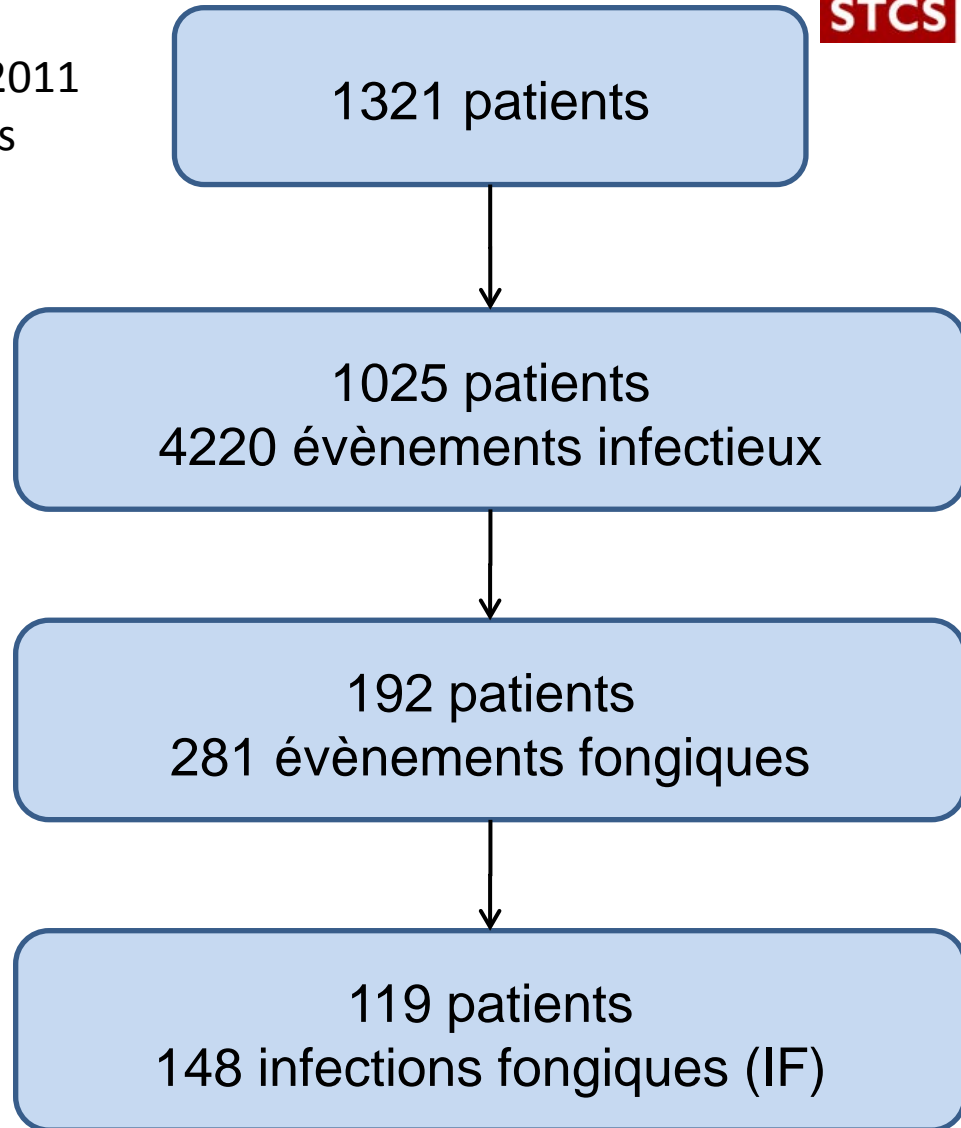 STCS
2011
s
1321 patients
1025 patients
4220 évènements infectieux
192 patients
281 évènements fongiques
119 patients
148 infections fongiques (IF)